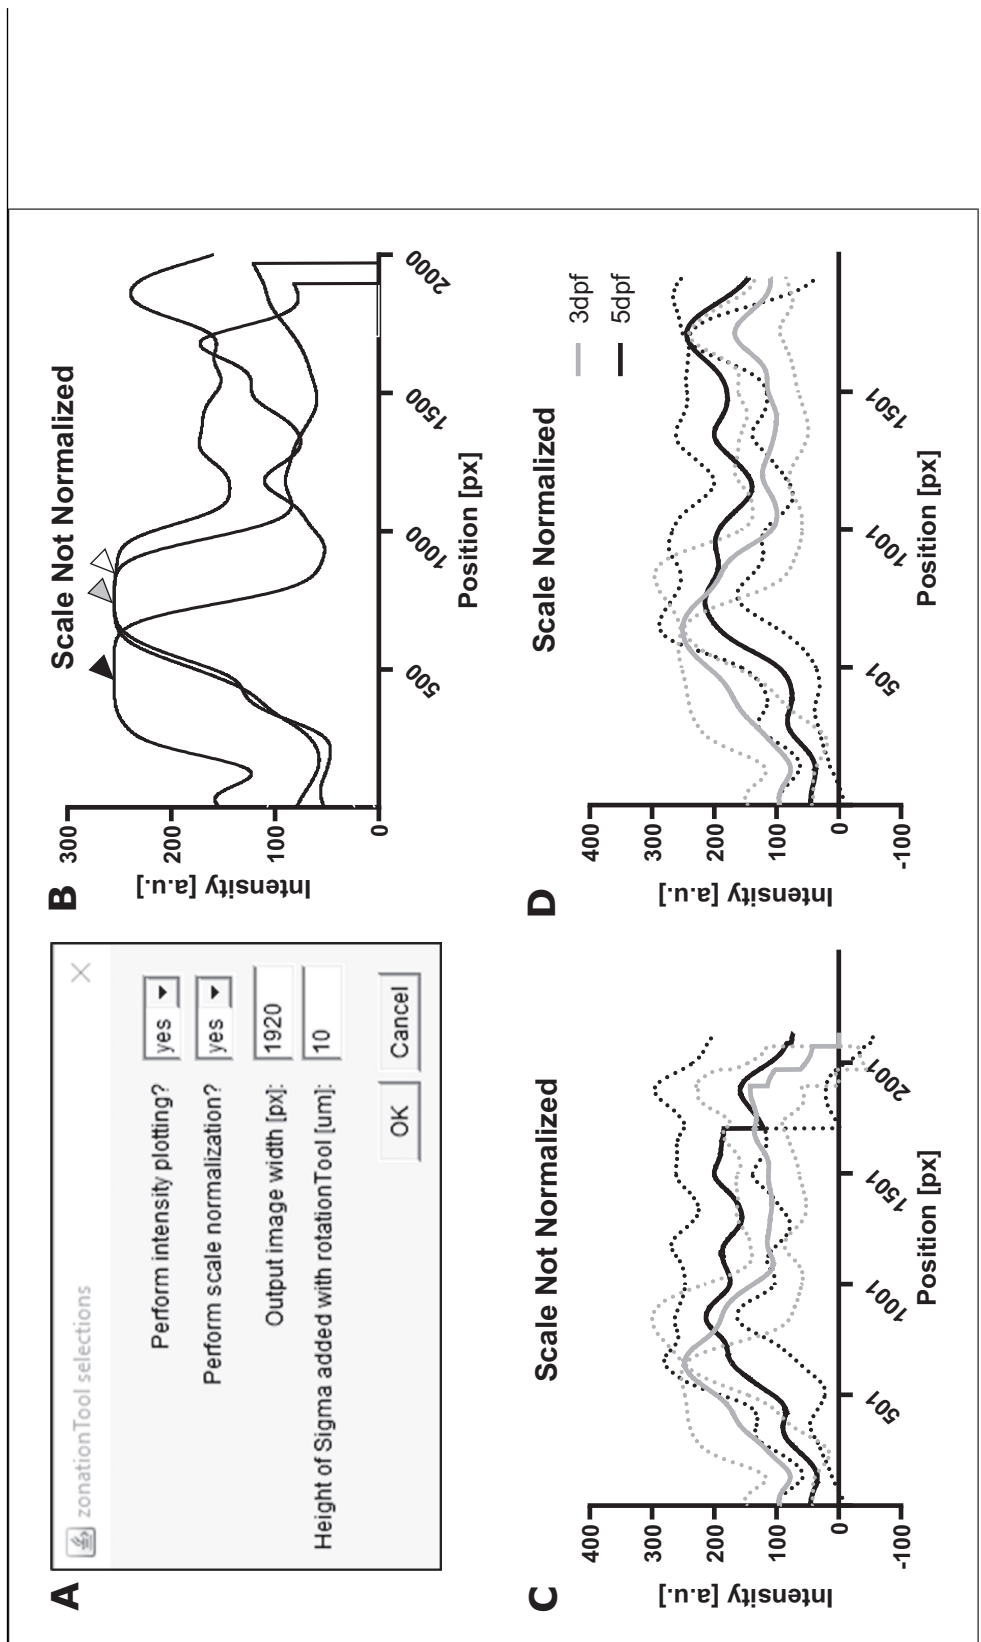 A
zonationTool selections
Perform intensity plotting? yes
Perform scale normalization? yes
Output image width [px]: 1920
Height of Sigma added with rotationTool [um]: 10
OK Cancel
B
Scale Not Normalized
Intensity [a.u.]
300
200
100
0
500 1000 1500 2000
Position [px]
C
Scale Not Normalized
Intensity [a.u.]
400
300
200
100
0
-100
501 1001 1501 2001
Position [px]
D
Scale Normalized
3dpf
5dpf
Intensity [a.u.]
400
300
200
100
0
-100
501 1001 1501
Position [px]